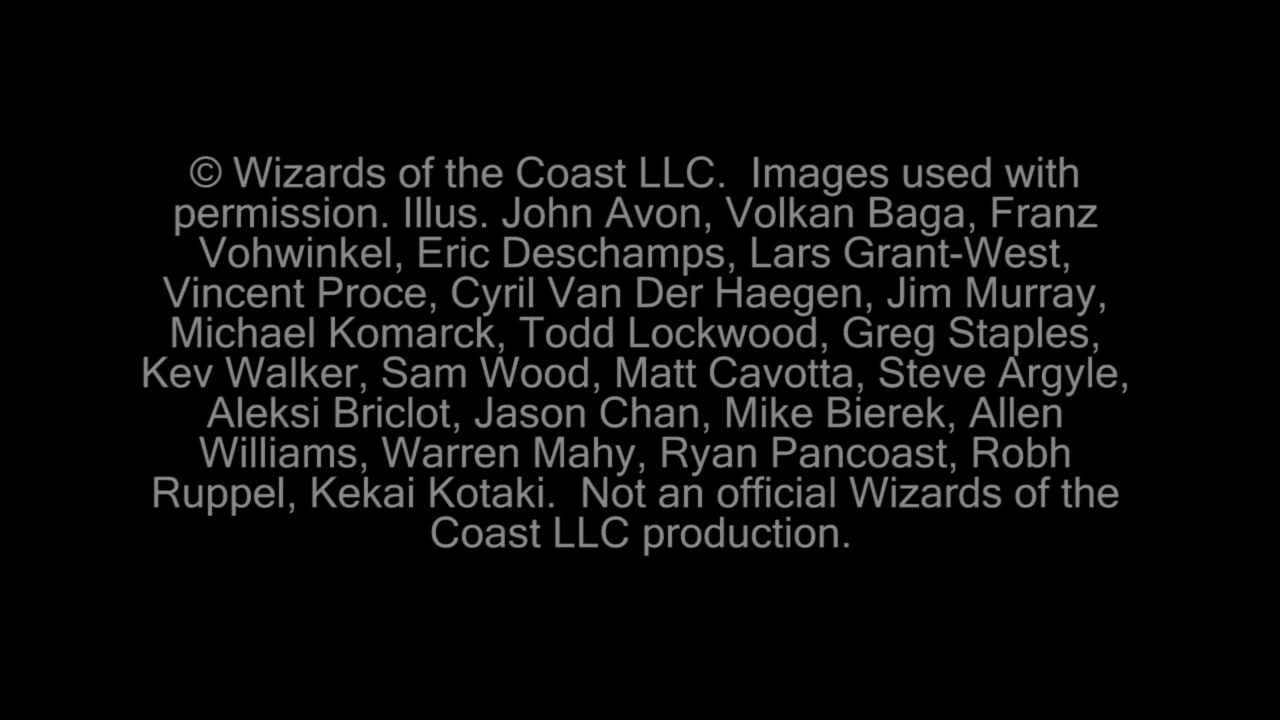 © Wizards of the Coast LLC.  Images used with
permission. Illus. John Avon, Volkan Baga, Franz
Vohwinkel, Eric Deschamps, Lars Grant-West,
Vincent Proce, Cyril Van Der Haegen, Jim Murray,
Michael Komarck, Todd Lockwood, Greg Staples,
Kev Walker, Sam Wood, Matt Cavotta, Steve Argyle,
Aleksi Briclot, Jason Chan, Mike Bierek, Allen
Williams, Warren Mahy, Ryan Pancoast, Robh
Ruppel, Kekai Kotaki.  Not an official Wizards of the
Coast LLC production.